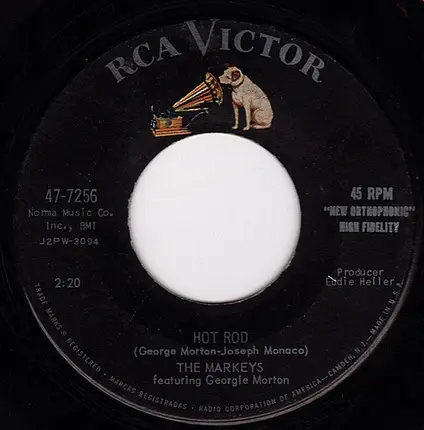 RCA VICTOR
47-7256
Norma Music Co.
Inc., BMI
J2PW-3094
2:20
45 RPM
"NEW ORTHOPHONIC"
HIGH FIDELITY
Producer
Eddie Heller
HOT ROD
(George Morton-Joseph Monaco)
THE MARKEYS
featuring Georgie Morton
TRADE MARKS ® REGISTERED • MARCAS REGISTRADAS • RADIO CORPORATION OF AMERICA—CAMDEN, N.J.—MADE IN U.S.A.